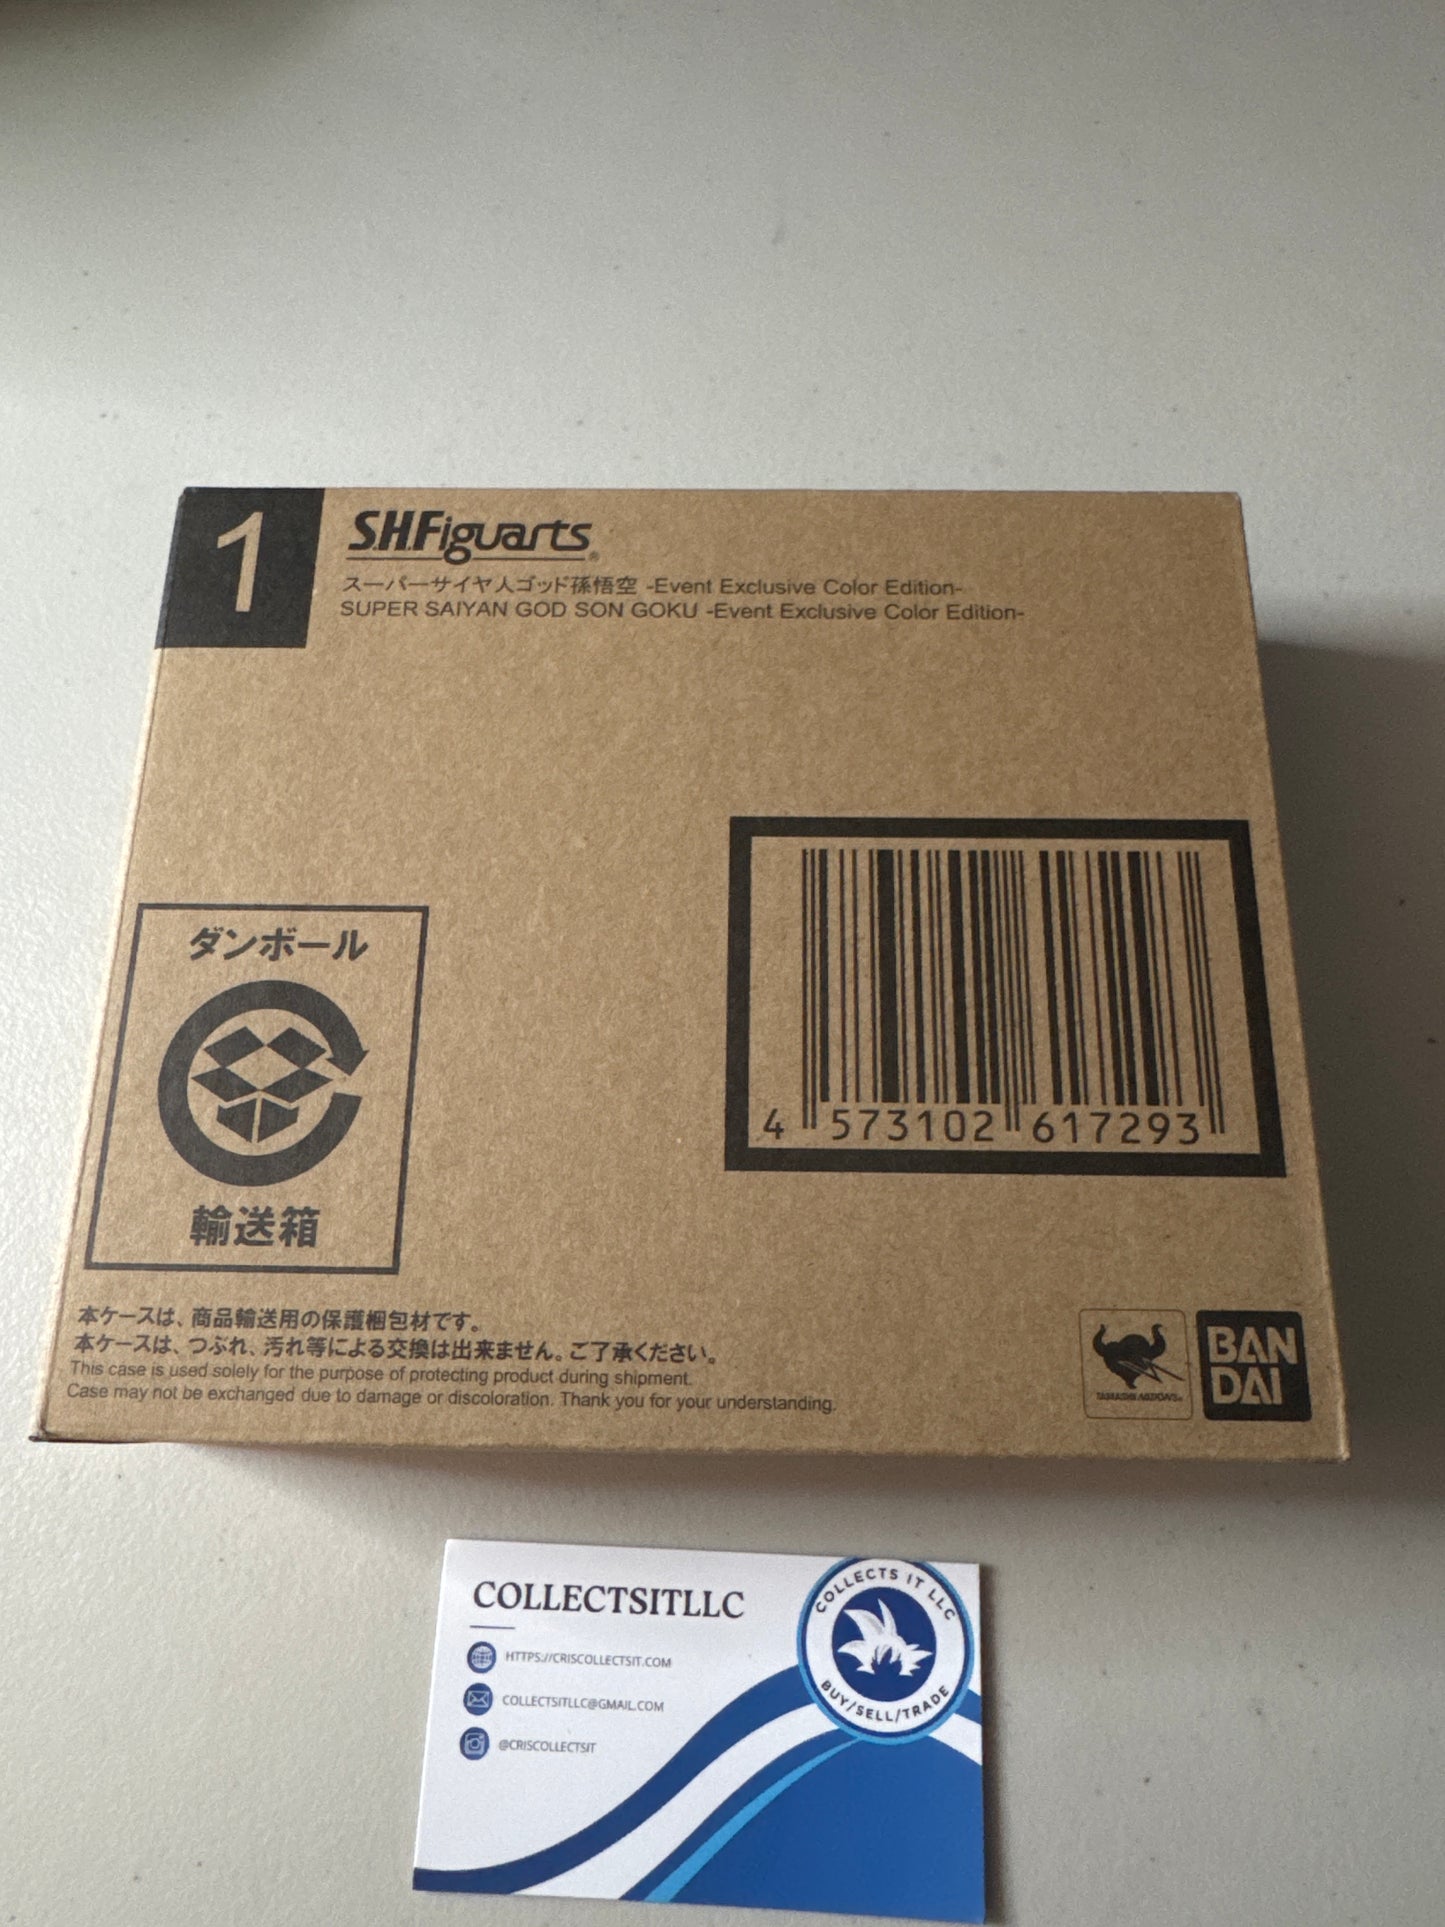 1
S.H.Figuarts®
スーパーサイヤ人ゴッド孫悟空 -Event Exclusive Color Edition-
SUPER SAIYAN GOD SON GOKU -Event Exclusive Color Edition-
4 573102 617293
ダンボール
輸送箱
本ケースは、商品輸送用の保護梱包材です。
本ケースは、つぶれ、汚れ等による交換は出来ません。ご了承ください。
This case is used solely for the purpose of protecting product during shipment.
Case may not be exchanged due to damage or discoloration. Thank you for your understanding.
TAMASHII NATIONS
BAN
DAI
COLLECTSITLLC
HTTPS://CRISCOLLECTSIT.COM
COLLECTSITLLC@GMAIL.COM
@CRISCOLLECTSIT
COLLECTS IT LLC
BUY/SELL/TRADE